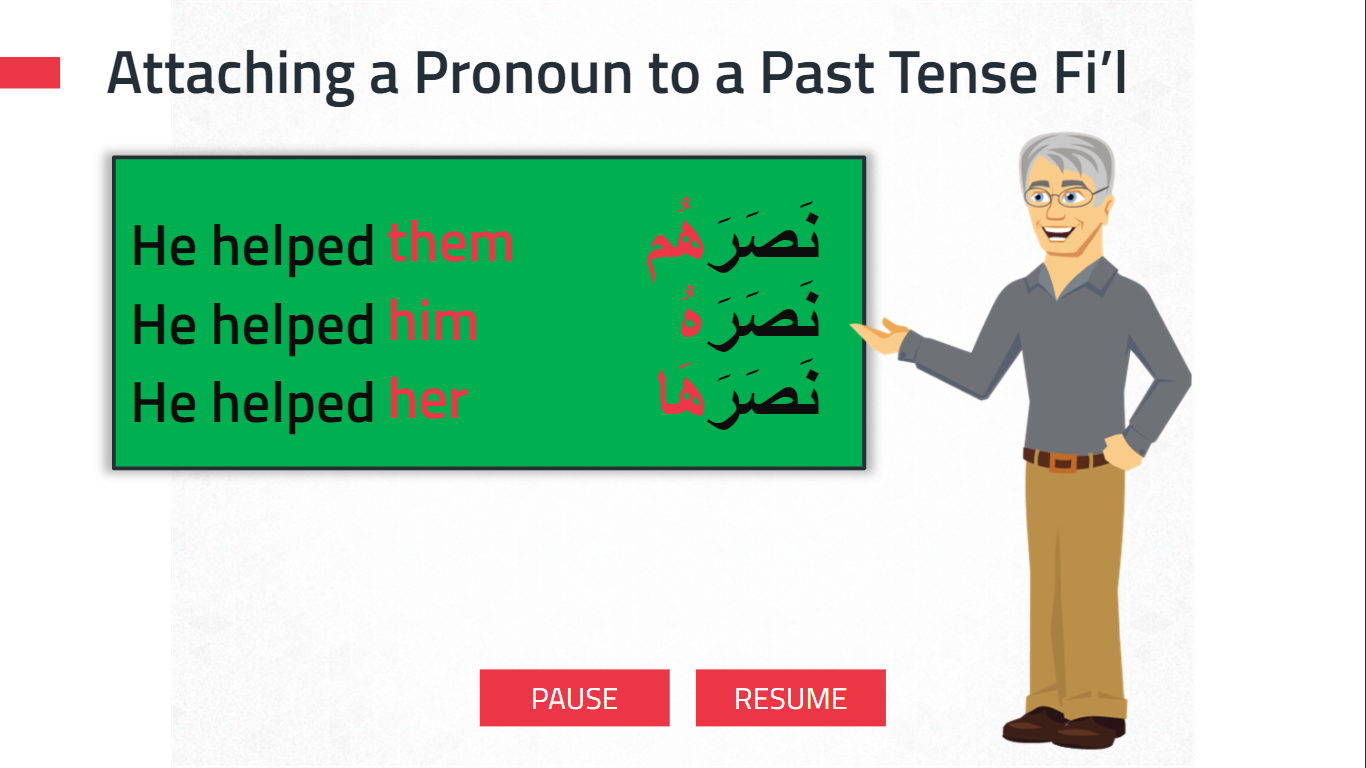 Attaching a Pronoun to a Past Tense Fi’l
He helped them نَصَرَهُم
He helped him نَصَرَهُ
He helped her نَصَرَهَا
PAUSE RESUME